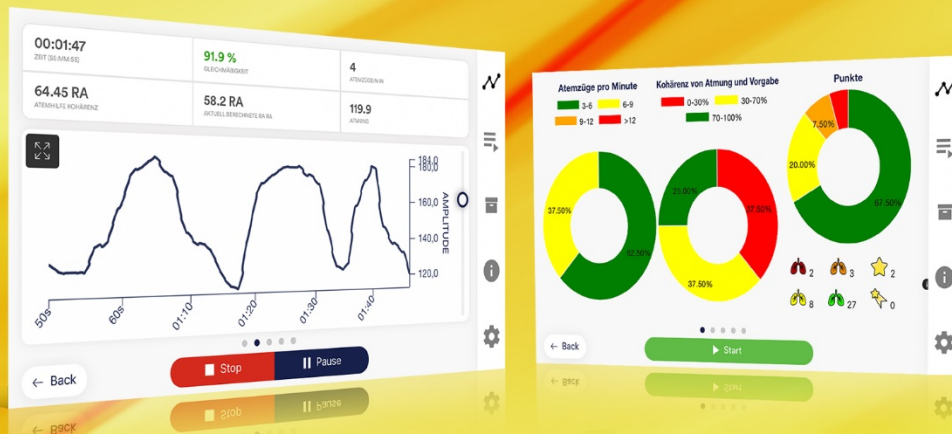 00:01:47
ZEIT (SS:MM:SS)
91.9 %
GLEICHMÄßIGKEIT
4
ATEMZÜGE/MIN
64.45 RA
ATEMHILFE KOHÄRENZ
58.2 RA
AKTUELL BERECHNETE RA
119.9
184,0
180,0
160,0
140,0
120,0
AMPLITUDE
50s
60s
01:10
01:20
01:30
01:40
Stop
Pause
← Back
Atemzüge pro Minute
3-6
6-9
9-12
>12
Kohärenz von Atmung und Vorgabe
0-30%
30-70%
70-100%
Punkte
37.50%
62.50%
25.00%
37.50%
37.50%
7.50%
20.00%
67.50%
2
3
2
8
27
0
← Back
Start